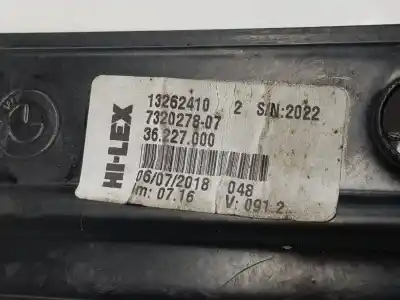 HI-LEX
13262410 2 S/N:2022
7320278-07
36.227.000
06/07/2018 048
m: 07.16 V: 091.2